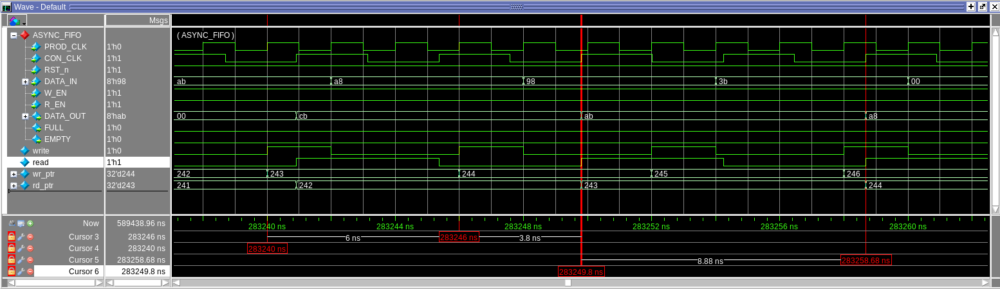 Wave - Default
Msgs
ASYNC_FIFO
( ASYNC_FIFO )
PROD_CLK 1'h0
CON_CLK 1'h1
RST_n 1'h1
DATA_IN 8'h98 ab a8 98 3b 00
W_EN 1'h1
R_EN 1'h1
DATA_OUT 8'hab 00 cb ab a8
FULL 1'h0
EMPTY 1'h0
write 1'h0
read 1'h1
wr_ptr 32'd244 242 243 244 245 246
rd_ptr 32'd243 241 242 243 244
Now 589438.96 ns 283240 ns 283244 ns 283248 ns 283252 ns 283256 ns 283260 ns
Cursor 3 283246 ns 6 ns 283246 ns 3.8 ns
Cursor 4 283240 ns 283240 ns
Cursor 5 283258.68 ns 8.88 ns 283258.68 ns
Cursor 6 283249.8 ns 283249.8 ns